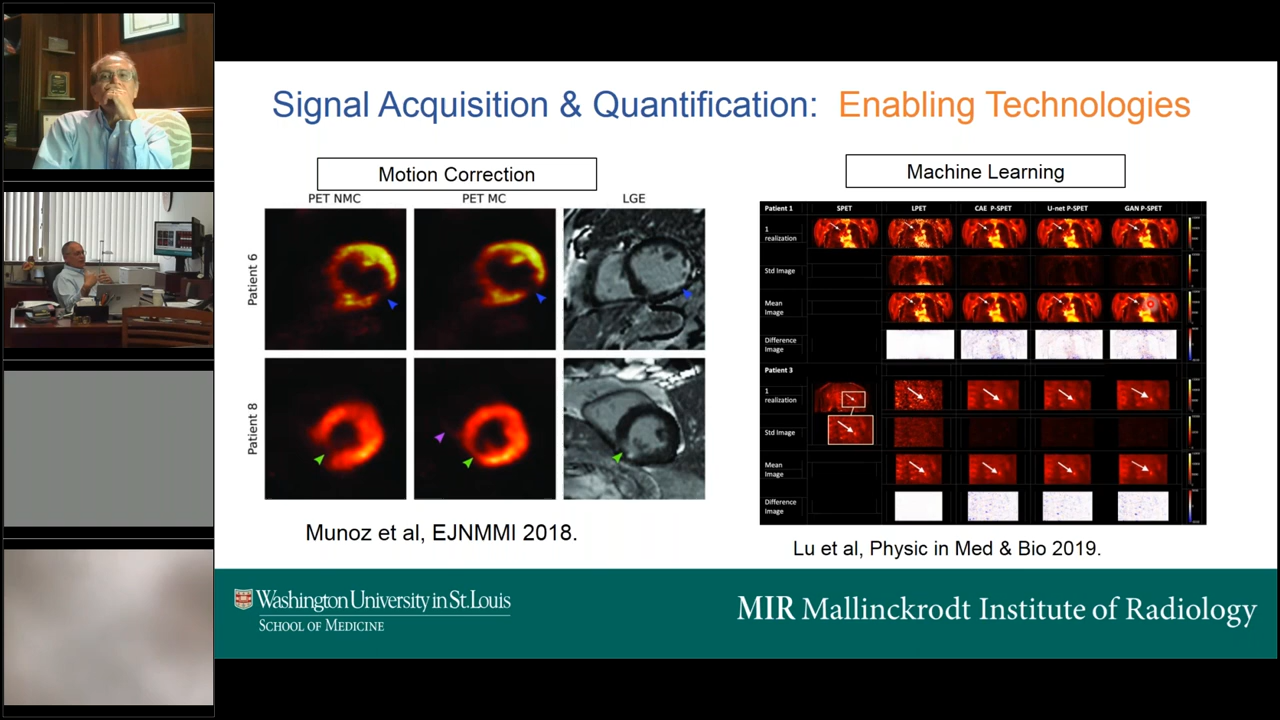 Signal Acquisition & Quantification: Enabling Technologies
Motion Correction
PET NMC PET MC LGE
Patient 6
Patient 8
Munoz et al, EJNMMI 2018.
Machine Learning
Patient 1 SPET LPET CAE P-SPET U-net P-SPET GAN P-SPET
1
realization
Std Image
Mean
Image
Difference
Image
Patient 3
1
realization
Std Image
Mean
Image
Difference
Image
Lu et al, Physic in Med & Bio 2019.
Washington University in St. Louis
SCHOOL OF MEDICINE
MIR Mallinckrodt Institute of Radiology